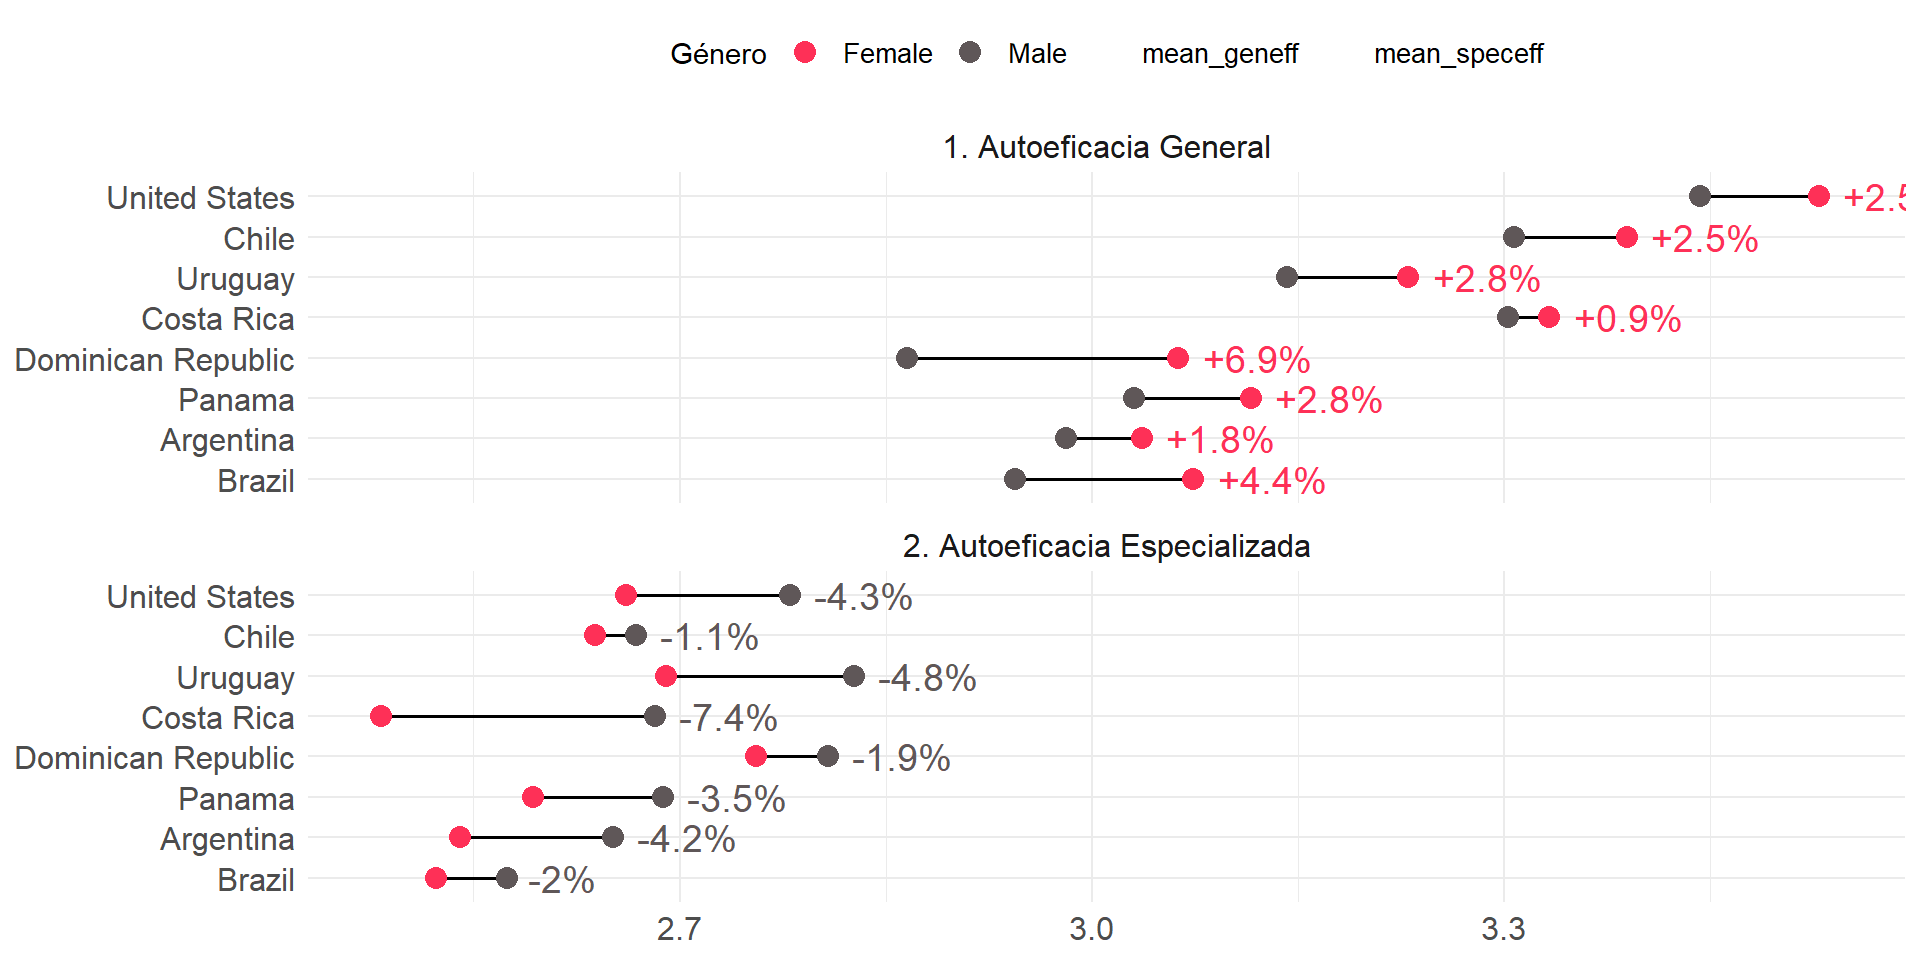 Género Female Male mean_geneff mean_speceff
1. Autoeficacia General
United States +2.5
Chile +2.5%
Uruguay +2.8%
Costa Rica +0.9%
Dominican Republic +6.9%
Panama +2.8%
Argentina +1.8%
Brazil +4.4%
2. Autoeficacia Especializada
United States -4.3%
Chile -1.1%
Uruguay -4.8%
Costa Rica -7.4%
Dominican Republic -1.9%
Panama -3.5%
Argentina -4.2%
Brazil -2%
2.7 3.0 3.3